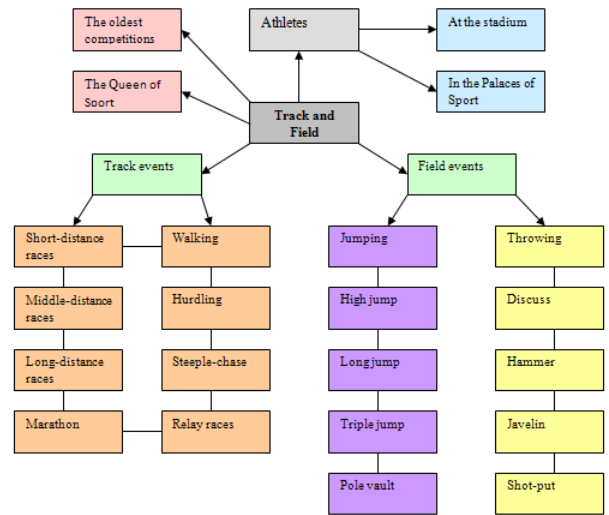 The oldest
competitions
Athletes
At the stadium
The Queen of
Sport
In the Palaces of
Sport
Track and
Field
Track events
Field events
Short-distance
races
Walking
Jumping
Throwing
Middle-distance
races
Hurdling
High jump
Discuss
Long-distance
races
Steeple-chase
Long jump
Hammer
Marathon
Relay races
Triple jump
Javelin
Pole vault
Shot-put